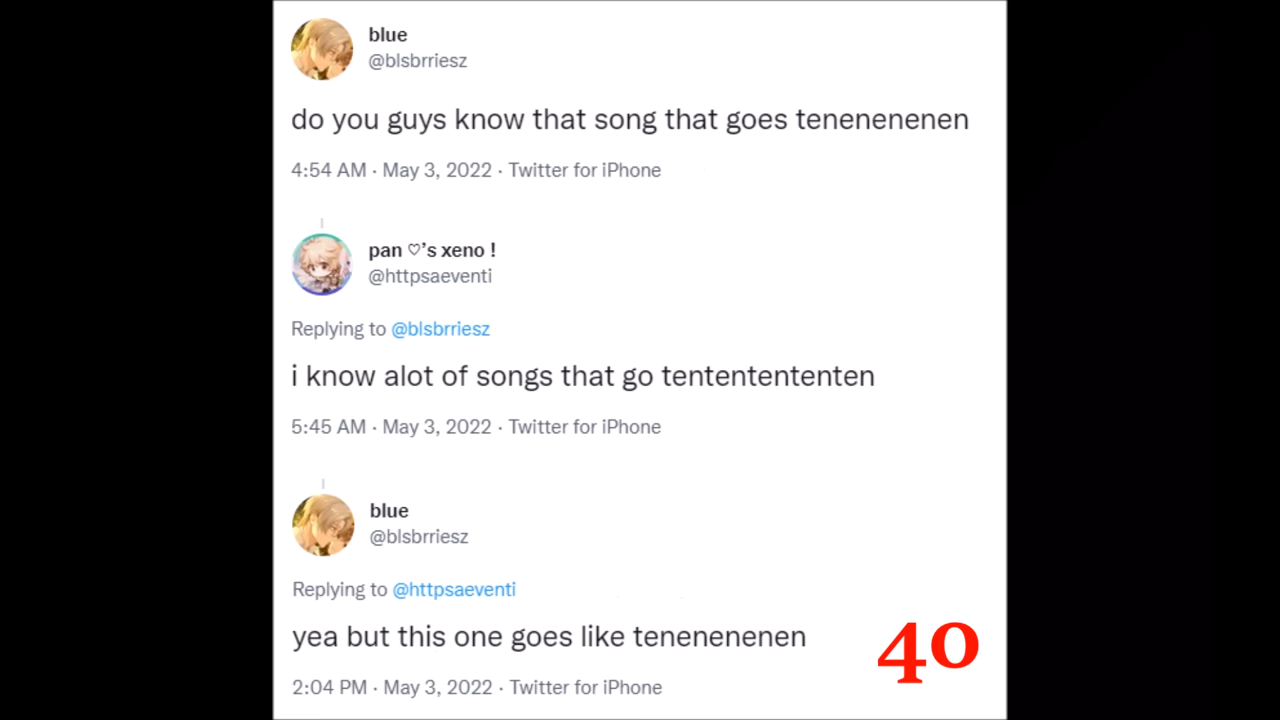 blue
@blsbrriesz
do you guys know that song that goes tenenenenen
4:54 AM · May 3, 2022 · Twitter for iPhone
pan ♡’s xeno !
@httpsaeventi
Replying to @blsbrriesz
i know alot of songs that go tententententen
5:45 AM · May 3, 2022 · Twitter for iPhone
blue
@blsbrriesz
Replying to @httpsaeventi
yea but this one goes like tenenenenen
40
2:04 PM · May 3, 2022 · Twitter for iPhone